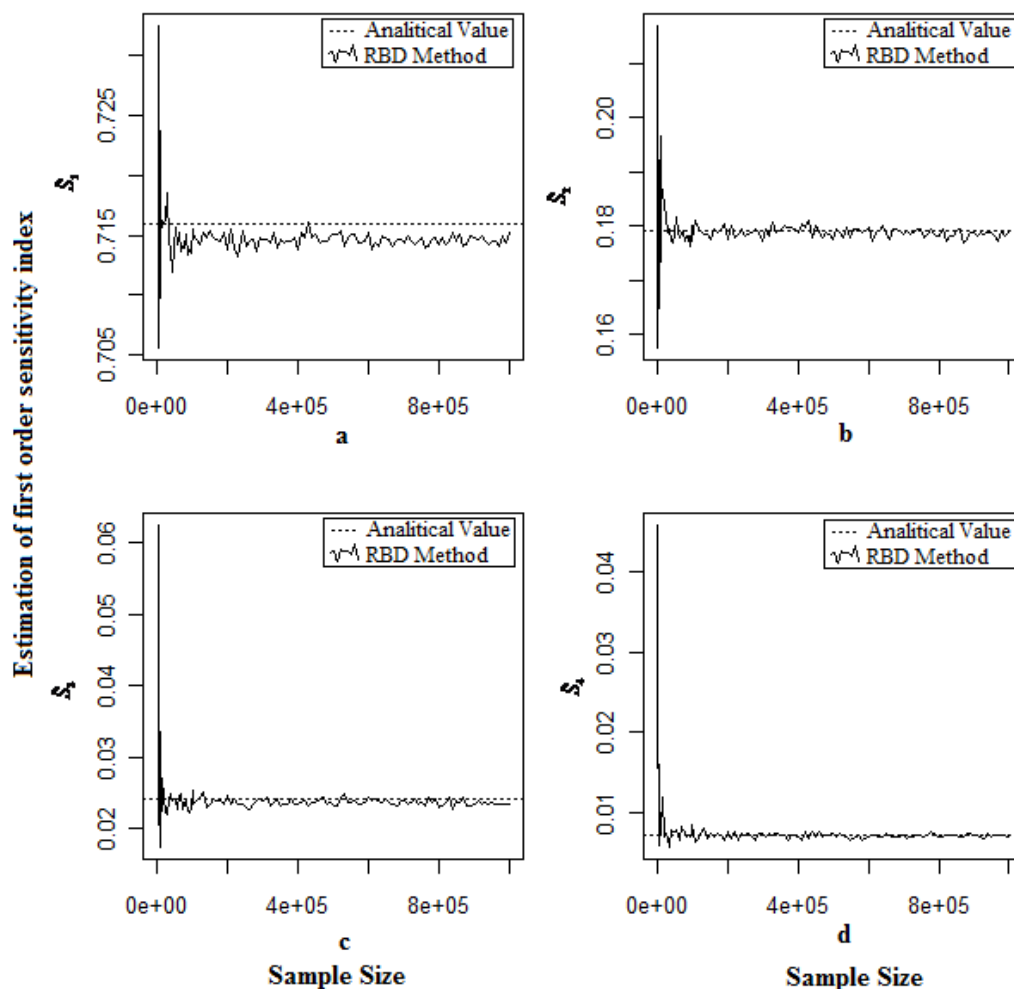 Estimation of first order sensitivity index
Analitical Value
RBD Method
0.725
0.715
0.705
0e+00 4e+05 8e+05
a
Analitical Value
RBD Method
0.20
0.18
0.16
0e+00 4e+05 8e+05
b
Analitical Value
RBD Method
0.06
0.05
0.04
0.03
0.02
0e+00 4e+05 8e+05
c
Sample Size
Analitical Value
RBD Method
S₄
0.04
0.03
0.02
0.01
0e+00 4e+05 8e+05
d
Sample Size